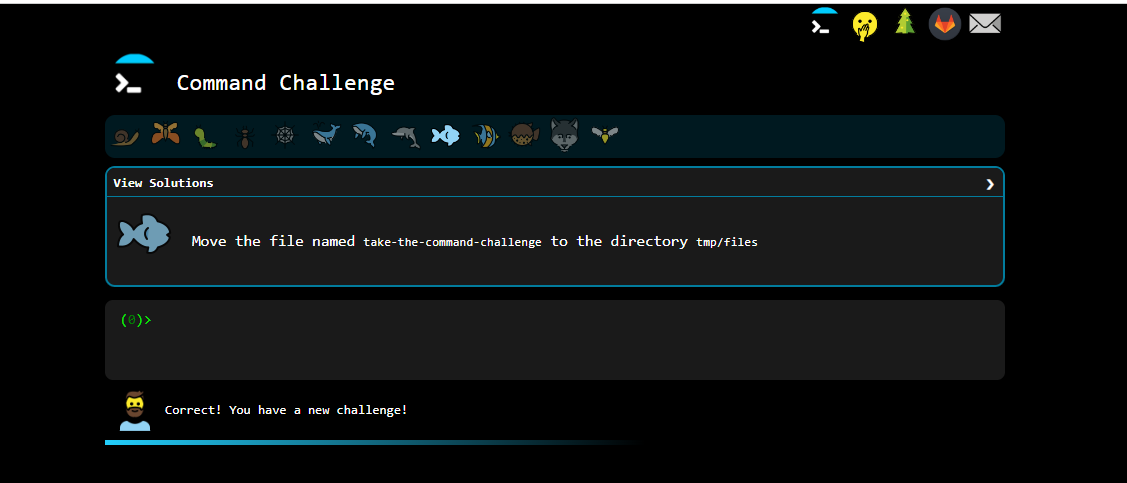 Command Challenge
View Solutions
Move the file named take-the-command-challenge to the directory tmp/files
(0)>
Correct! You have a new challenge!